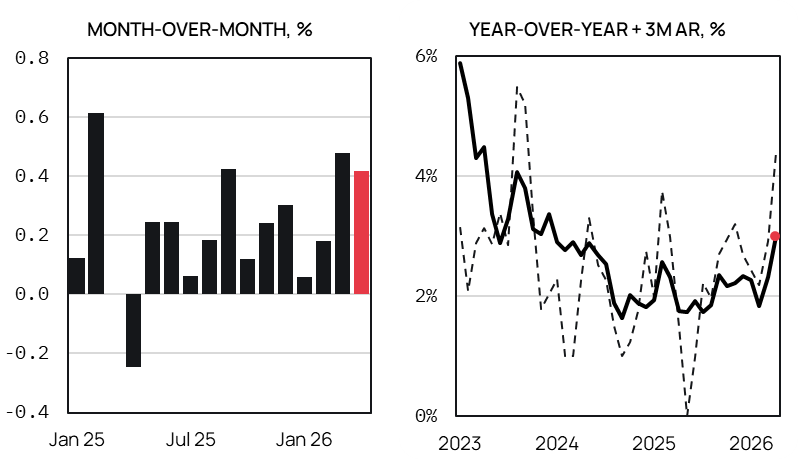 MONTH-OVER-MONTH, %
0.8
0.6
0.4
0.2
0.0
-0.2
-0.4
Jan 25 Jul 25 Jan 26
YEAR-OVER-YEAR + 3M AR, %
6%
4%
2%
0%
2023 2024 2025 2026